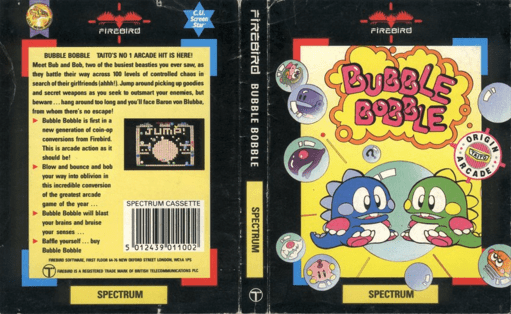 C.U.
Screen
Star
FIREBIRD
BUBBLE BOBBLE TAITO'S NO 1 ARCADE HIT IS HERE!
Meet Bub and Bob, two of the busiest beasties you ever saw, as
they battle their way across 100 levels of controlled chaos in
search of their girlfriends (ahhh!). Jump around picking up goodies
and secret weapons as you seek to outsmart your enemies, but
beware . . . hang around too long and you'll face Baron von Blubba,
from whom there's no escape!
Bubble Bobble is first in a
new generation of coin-op
conversions from Firebird.
This is arcade action as it
should be!
Blow and bounce and bob
your way into oblivion in
this incredible conversion
of the greatest arcade
game of the year . . .
Bubble Bobble will blast
your brains and bruise
your senses . . .
Baffle yourself . . . buy
Bubble Bobble
JUMP!
SPECTRUM CASSETTE
5 012439 011002
FIREBIRD SOFTWARE, FIRST FLOOR 64-76 NEW OXFORD STREET LONDON, WC1A 1PS
FIREBIRD IS A REGISTERED TRADE MARK OF BRITISH TELECOMMUNICATIONS PLC
SPECTRUM
FIREBIRD
BUBBLE BOBBLE
SPECTRUM
FIREBIRD
BUBBLE
BOBBLE
ORIGIN
TAITO
ARCADE
SPECTRUM